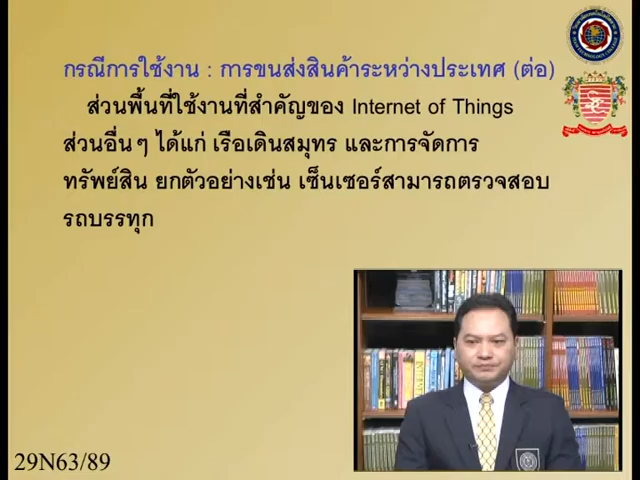 กรณีการใช้งาน : การขนส่งสินค้าระหว่างประเทศ (ต่อ)
ส่วนพื้นที่ใช้งานที่สำคัญของ Internet of Things
ส่วนอื่นๆ ได้แก่ เรือเดินสมุทร และการจัดการ
ทรัพย์สิน ยกตัวอย่างเช่น เซ็นเซอร์สามารถตรวจสอบ
รถบรรทุก
29N63/89